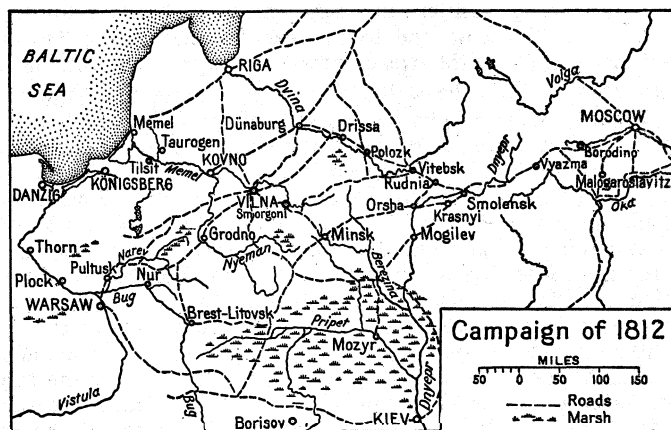 BALTIC
SEA
RIGA
Dvina
Volga
MOSCOW
Memel
Dünaburg
Drissa
Taurogen
Polozk
Borodino
Tilsit
Memel
KOVNO
Vitebsk
Dnyepr
Vyazma
Rudnia
Malogaroslavitz
DANZIG
KÖNIGSBERG
VILNA
Smorgoni
Orsha
Smolensk
Oka
Krasnyi
Thorn
Grodno
Minsk
Mogilev
Narev
Nyeman
Pultusk
Nur
Berezina
Plock
WARSAW
Bug
Brest-Litovsk
Pripet
Mozyr
Vistula
Bug
Borisov
KIEV
Dnyepr
Campaign of 1812
MILES
50 0 50 100 150
Roads
Marsh